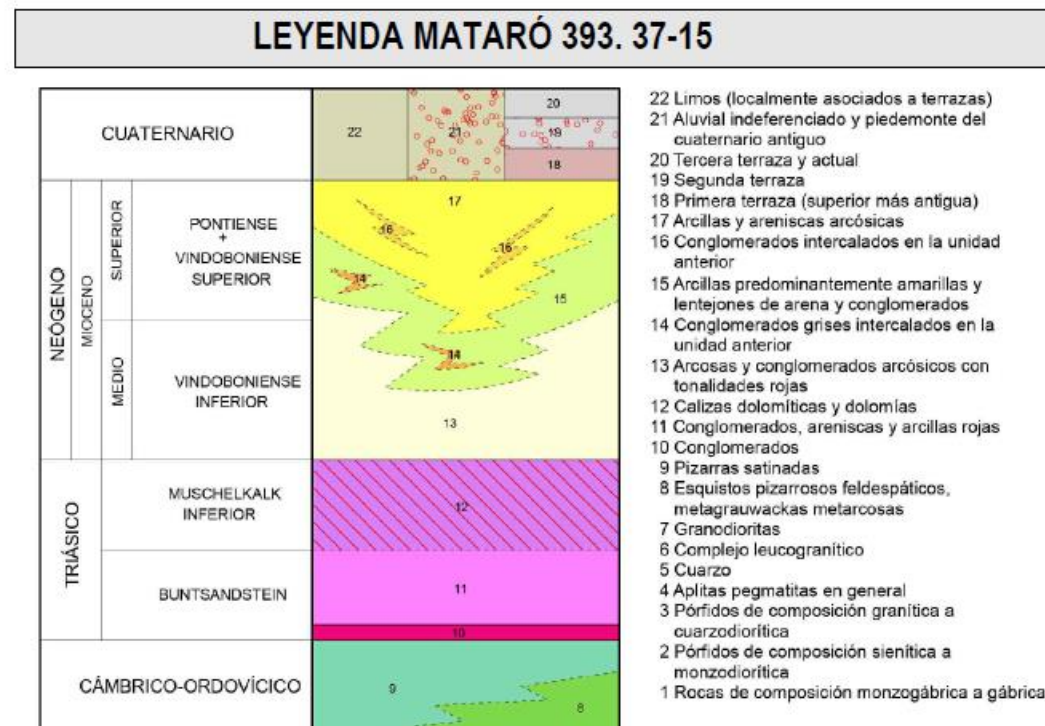 LEYENDA MATARÓ 393. 37-15
CUATERNARIO
NEÓGENO
MIOCENO
SUPERIOR
PONTIENSE
+
VINDOBONIENSE
SUPERIOR
MEDIO
VINDOBONIENSE
INFERIOR
TRIÁSICO
MUSCHELKALK
INFERIOR
BUNTSANDSTEIN
CÂMBRICO-ORDOVÍCICO
22
21
20
19
18
17
16
16
14
15
14
13
12
11
10
9
8
22 Limos (localmente asociados a terrazas)
21 Aluvial indeferenciado y piedemonte del
cuaternario antiguo
20 Tercera terraza y actual
19 Segunda terraza
18 Primera terraza (superior más antigua)
17 Arcillas y areniscas arcósicas
16 Conglomerados intercalados en la unidad
anterior
15 Arcillas predominantemente amarillas y
lentejones de arena y conglomerados
14 Conglomerados grises intercalados en la
unidad anterior
13 Arcosas y conglomerados arcósicos con
tonalidades rojas
12 Calizas dolomíticas y dolomías
11 Conglomerados, areniscas y arcillas rojas
10 Conglomerados
9 Pizarras satinadas
8 Esquistos pizarrosos feldespáticos,
metagrauwackas metarcosas
7 Granodioritas
6 Complejo leucogranítico
5 Cuarzo
4 Aplitas pegmatitas en general
3 Pórfidos de composición granítica a
cuarzodiorítica
2 Pórfidos de composición sienítica a
monzodiorítica
1 Rocas de composición monzogábrica a gábrica